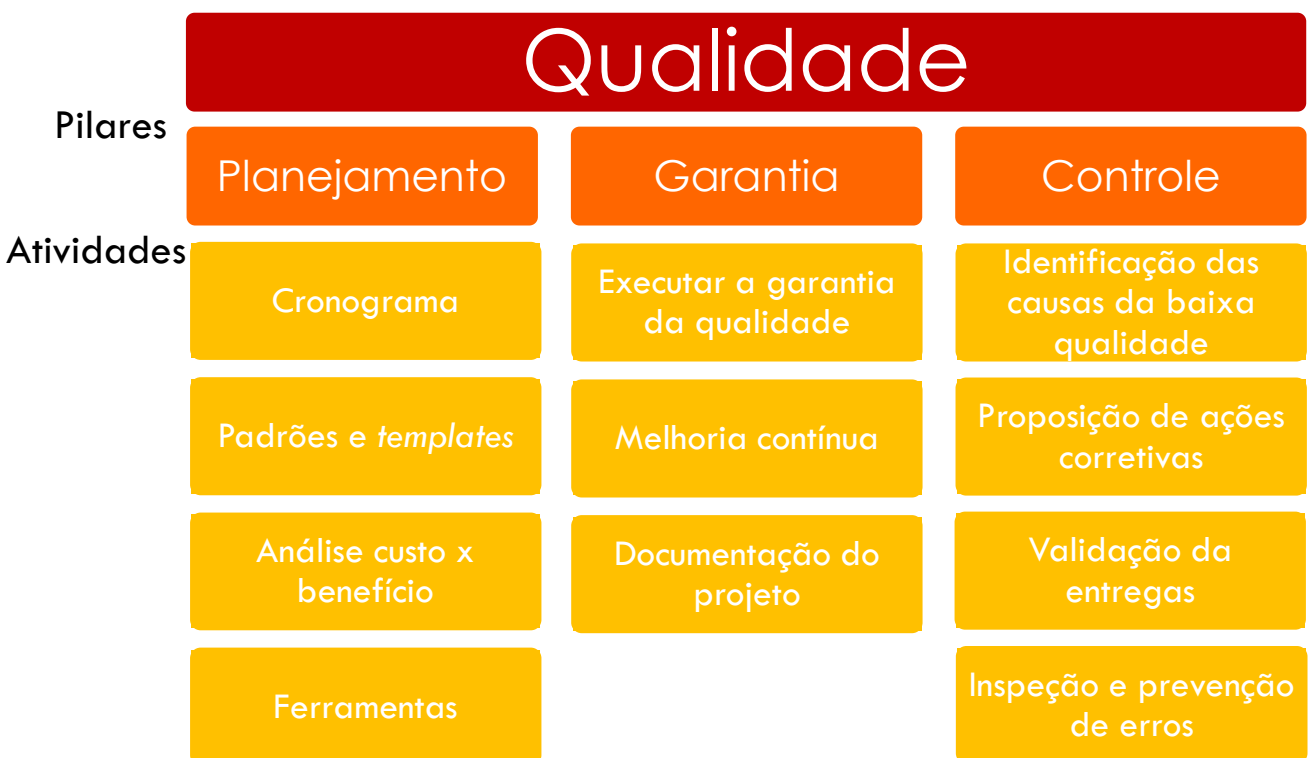 Qualidade
Pilares
Planejamento
Garantia
Controle
Atividades
Cronograma
Executar a garantia
da qualidade
Identificação das
causas da baixa
qualidade
Padrões e templates
Melhoria contínua
Proposição de ações
corretivas
Análise custo x
benefício
Documentação do
projeto
Validação da
entregas
Ferramentas
Inspeção e prevenção
de erros